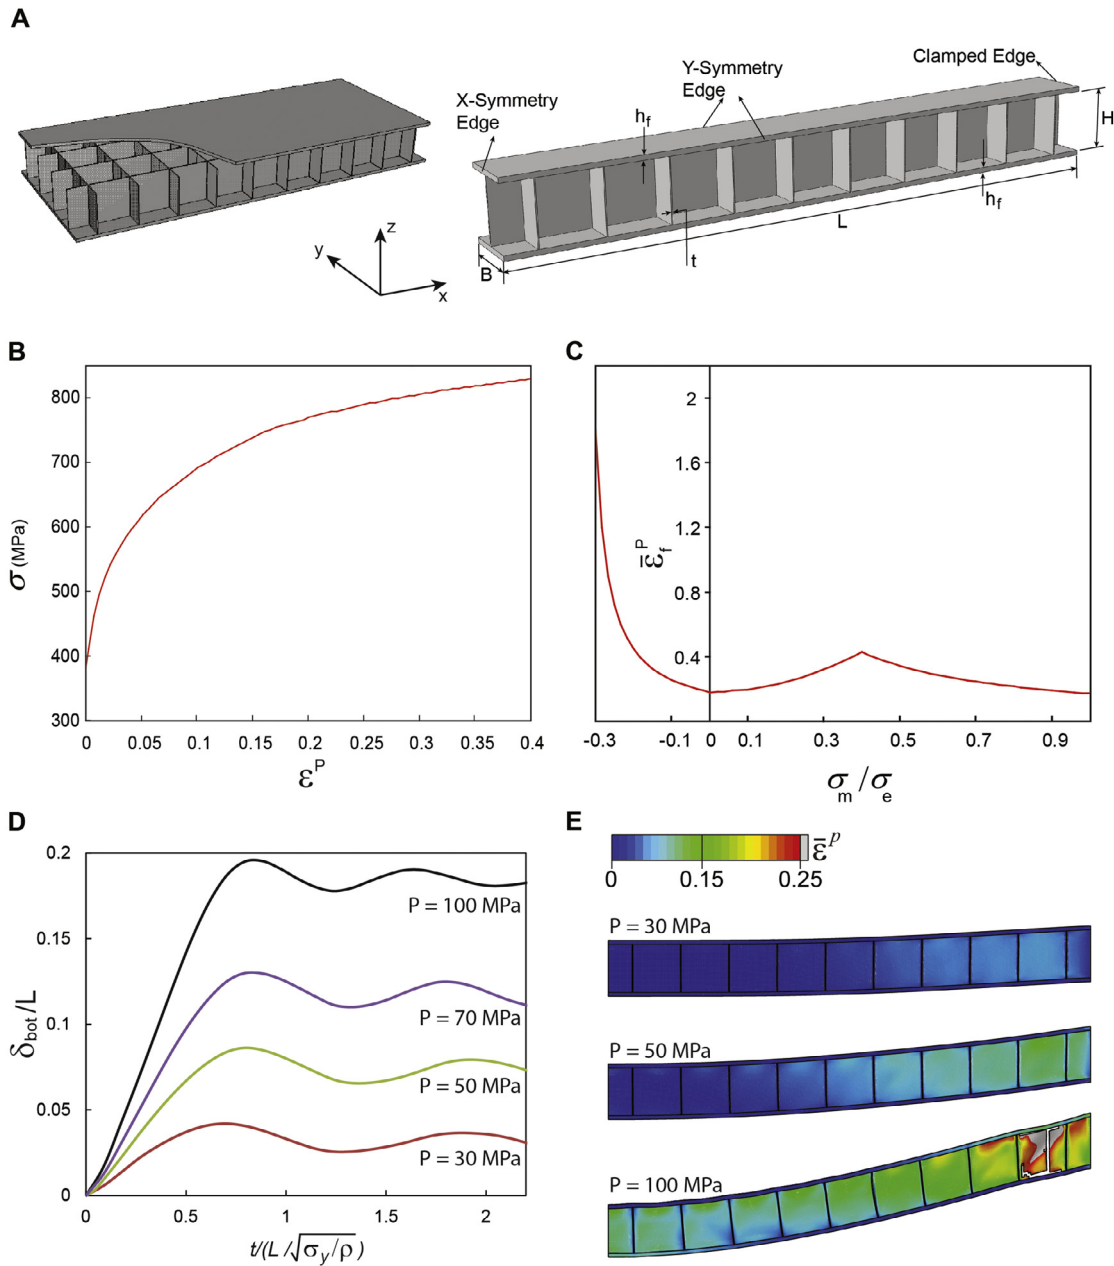 A
X-Symmetry
Edge
Y-Symmetry
Edge
Clamped Edge
h_f
H
h_f
L
B
t
z
y
x
B
800
700
600
500
400
300
σ (MPa)
0 0.05 0.1 0.15 0.2 0.25 0.3 0.35 0.4
ε^P
C
2
1.6
1.2
0.8
0.4
ε̄_f^P
-0.3 -0.1 0 0.1 0.3 0.5 0.7 0.9
σ_m/σ_e
D
0.2
0.15
0.1
0.05
0
δ_bot/L
P = 100 MPa
P = 70 MPa
P = 50 MPa
P = 30 MPa
0 0.5 1 1.5 2
t/(L/√σ_y/ρ)
E
ε̄^p
0 0.15 0.25
P = 30 MPa
P = 50 MPa
P = 100 MPa